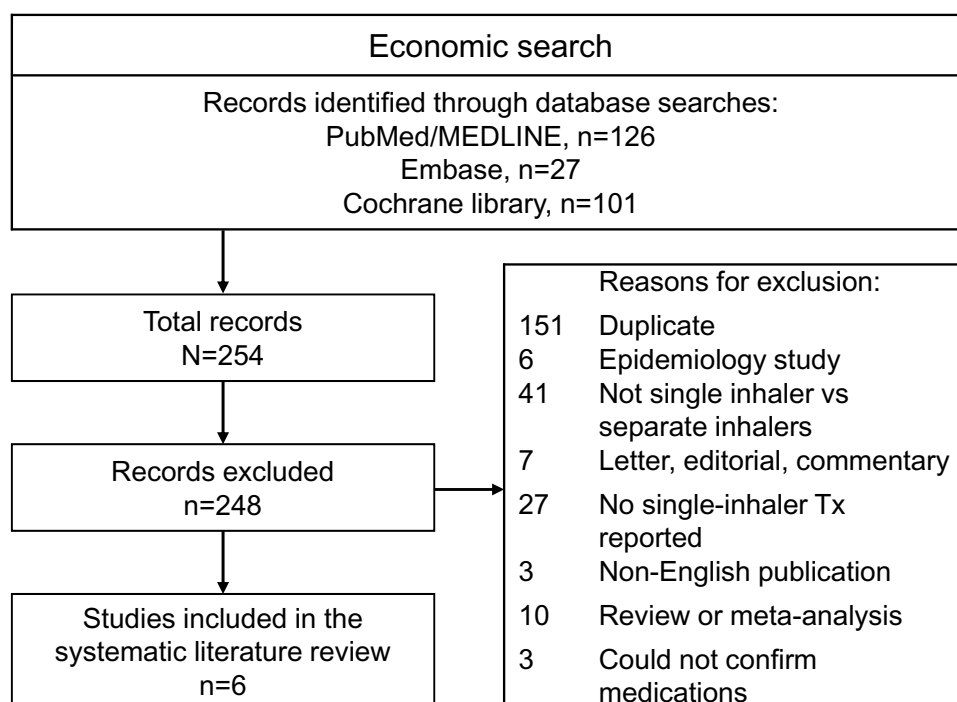 Economic search
Records identified through database searches:
PubMed/MEDLINE, n=126
Embase, n=27
Cochrane library, n=101
Total records
N=254
Records excluded
n=248
Studies included in the
systematic literature review
n=6
Reasons for exclusion:
151 Duplicate
6 Epidemiology study
41 Not single inhaler vs
separate inhalers
7 Letter, editorial, commentary
27 No single-inhaler Tx
reported
3 Non-English publication
10 Review or meta-analysis
3 Could not confirm
medications